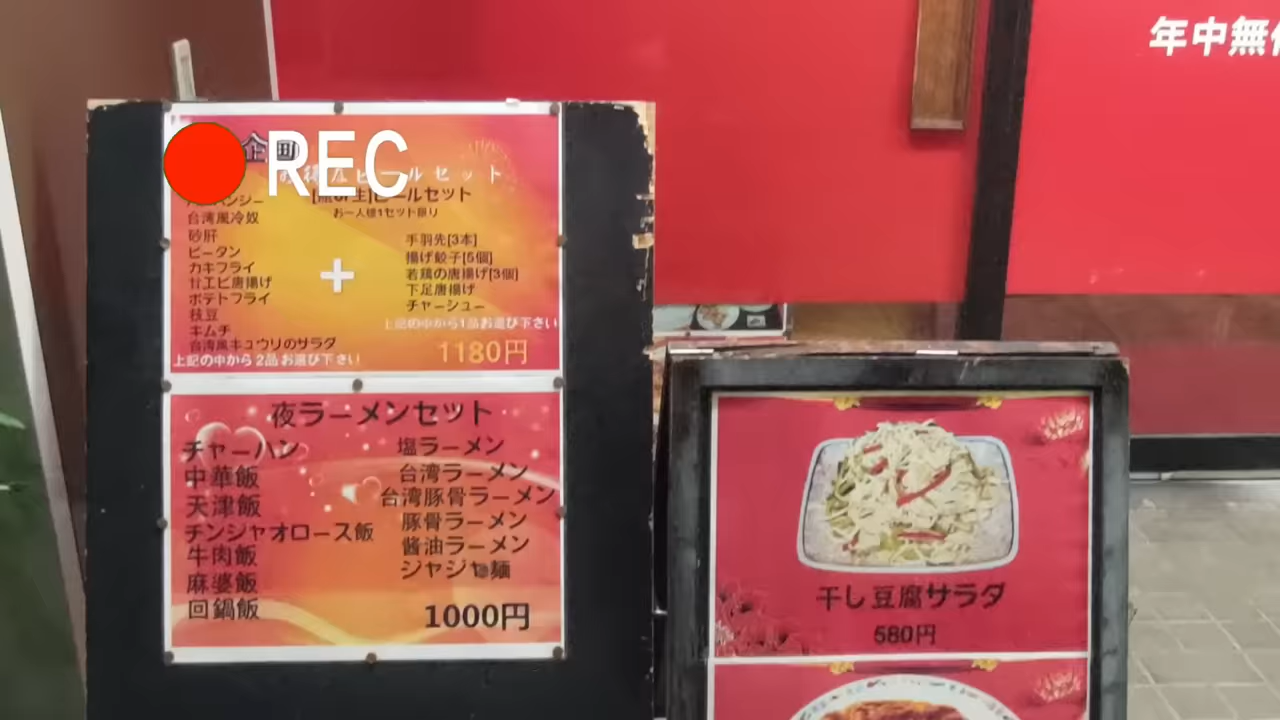 年中無
REC
企画
お得なビールセット
ビールセット
お一人様1セット限り
台湾風冷奴
砂肝
ピータン
カキフライ
甘エビ唐揚げ
ポテトフライ
枝豆
キムチ
台湾風キュウリのサラダ
上記の中から2品お選び下さい
+
手羽先[3本]
揚げ餃子[5個]
若鶏の唐揚げ[3個]
下足唐揚げ
チャーシュー
上記の中から1品お選び下さい
1180円
夜ラーメンセット
チャーハン
中華飯
天津飯
チンジャオロース飯
牛肉飯
麻婆飯
回鍋飯
塩ラーメン
台湾ラーメン
台湾豚骨ラーメン
豚骨ラーメン
醤油ラーメン
ジャジャ麺
1000円
干し豆腐サラダ
580円